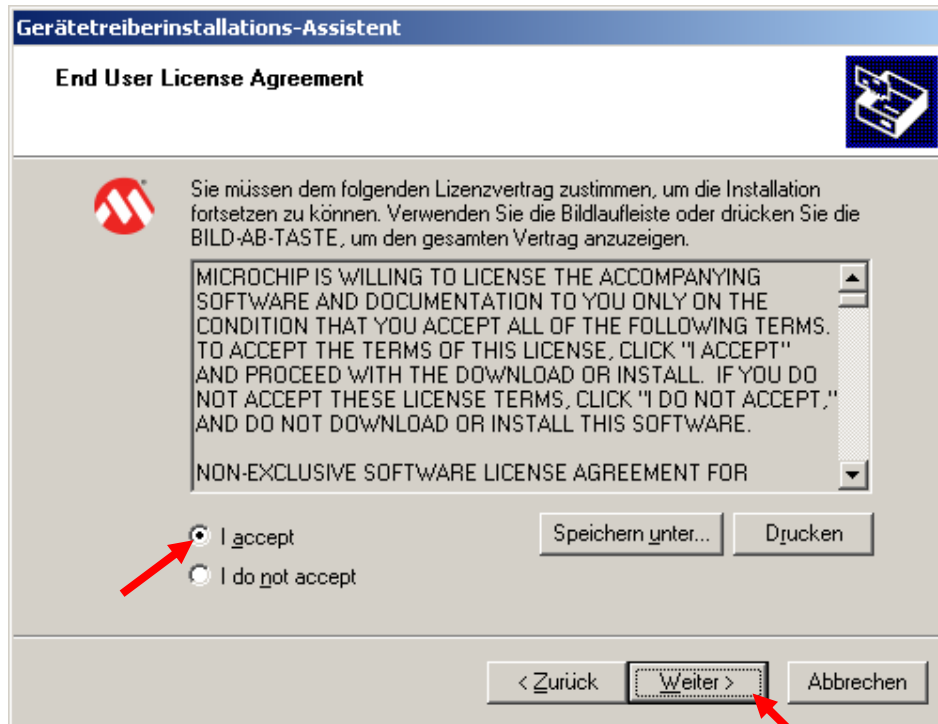 Gerätetreiberinstallations-Assistent
End User License Agreement
Sie müssen dem folgenden Lizenzvertrag zustimmen, um die Installation
fortsetzen zu können. Verwenden Sie die Bildlaufleiste oder drücken Sie die
BILD-AB-TASTE, um den gesamten Vertrag anzuzeigen.
MICROCHIP IS WILLING TO LICENSE THE ACCOMPANYING
SOFTWARE AND DOCUMENTATION TO YOU ONLY ON THE
CONDITION THAT YOU ACCEPT ALL OF THE FOLLOWING TERMS.
TO ACCEPT THE TERMS OF THIS LICENSE, CLICK "I ACCEPT"
AND PROCEED WITH THE DOWNLOAD OR INSTALL.  IF YOU DO
NOT ACCEPT THESE LICENSE TERMS, CLICK "I DO NOT ACCEPT,"
AND DO NOT DOWNLOAD OR INSTALL THIS SOFTWARE.
NON-EXCLUSIVE SOFTWARE LICENSE AGREEMENT FOR
I accept
Speichern unter...
Drucken
I do not accept
< Zurück
Weiter >
Abbrechen